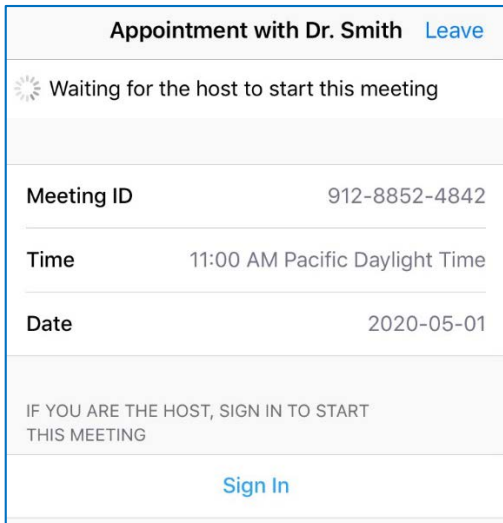 Appointment with Dr. Smith Leave
Waiting for the host to start this meeting
Meeting ID 912-8852-4842
Time 11:00 AM Pacific Daylight Time
Date 2020-05-01
IF YOU ARE THE HOST, SIGN IN TO START
THIS MEETING
Sign In